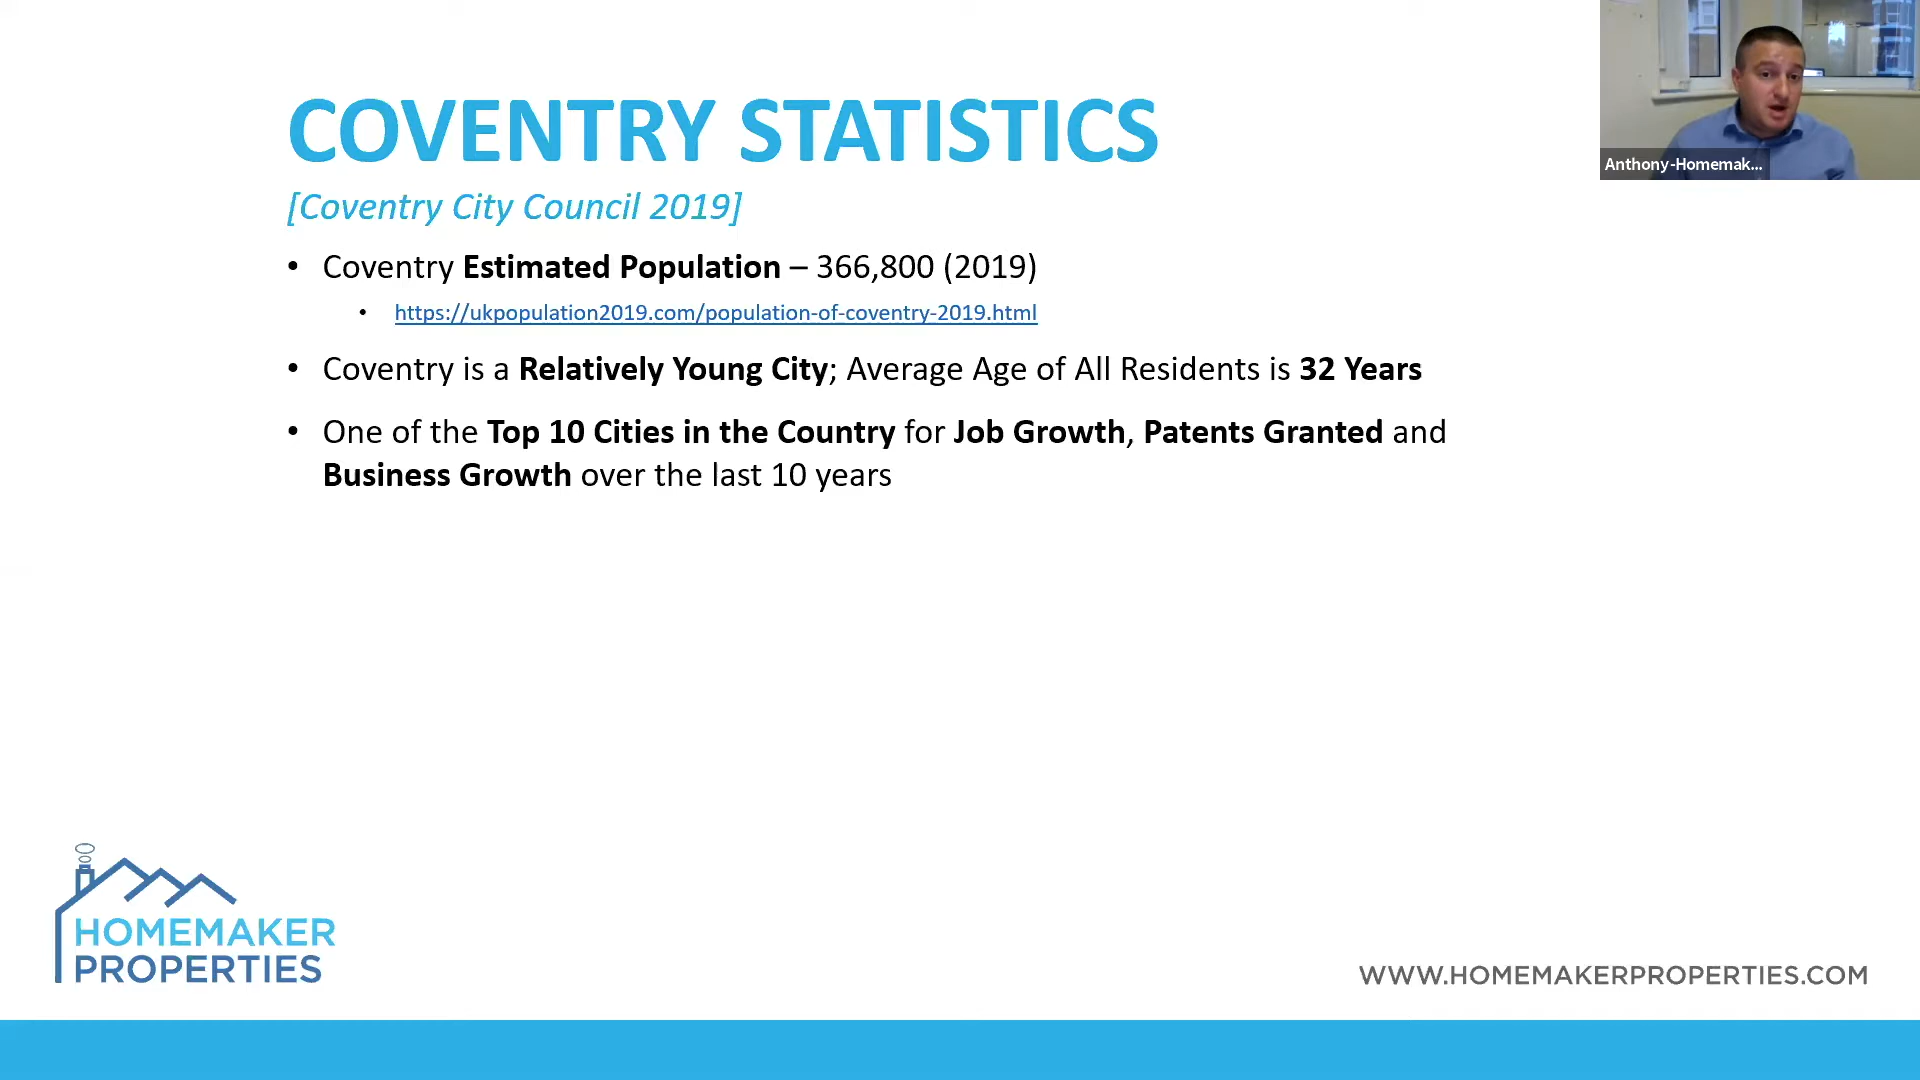 COVENTRY STATISTICS
[Coventry City Council 2019]
• Coventry Estimated Population – 366,800 (2019)
• https://ukpopulation2019.com/population-of-coventry-2019.html
• Coventry is a Relatively Young City; Average Age of All Residents is 32 Years
• One of the Top 10 Cities in the Country for Job Growth, Patents Granted and
Business Growth over the last 10 years
Anthony-Homemak...
HOMEMAKER
PROPERTIES
WWW.HOMEMAKERPROPERTIES.COM